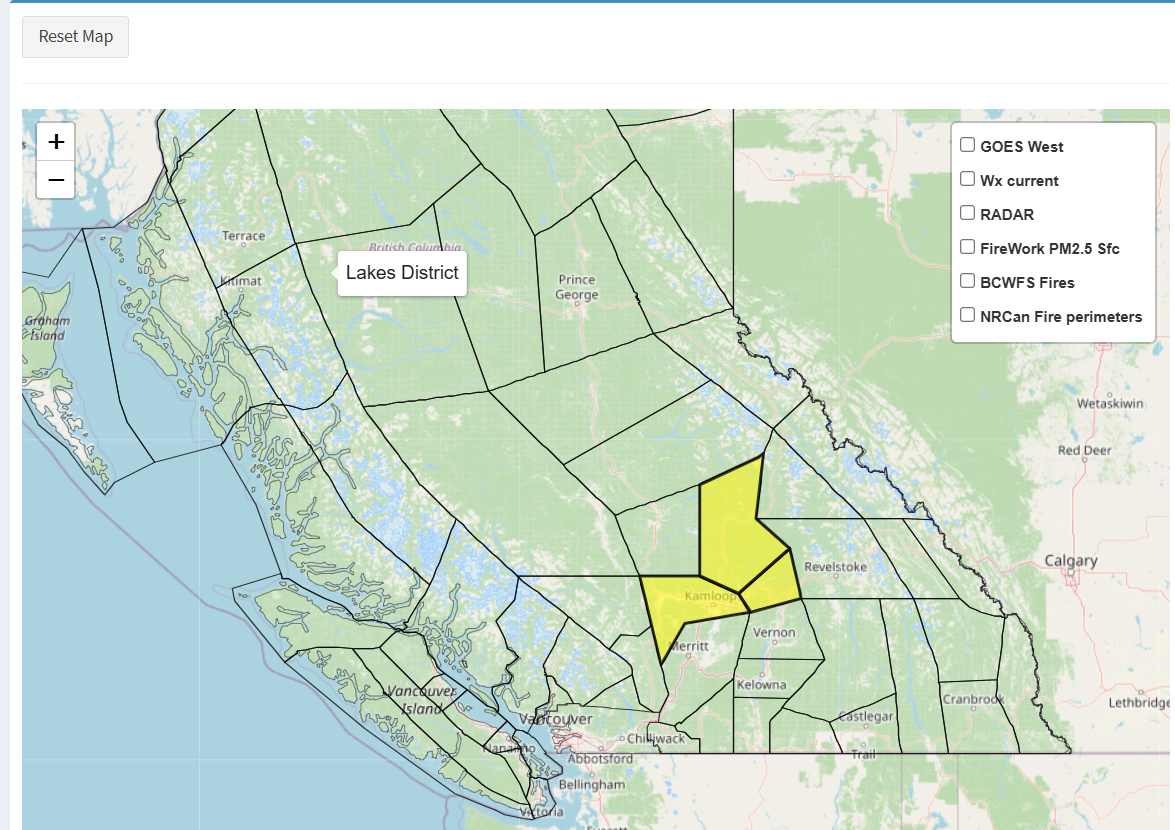 Reset Map
+
−
GOES West
Wx current
RADAR
FireWork PM2.5 Sfc
BCWFS Fires
NRCan Fire perimeters
Terrace
British Columbia
Lakes District
Kitimat
Prince
George
Graham
Island
Wetaskiwin
Red Deer
Calgary
Revelstoke
Kamloop
Vernon
Merritt
Kelowna
Vancouver
Island
Cranbrook
Lethbridge
Castlegar
Vancouver
Chilliwack
Nanaimo
Trail
Abbotsford
Bellingham
Victoria